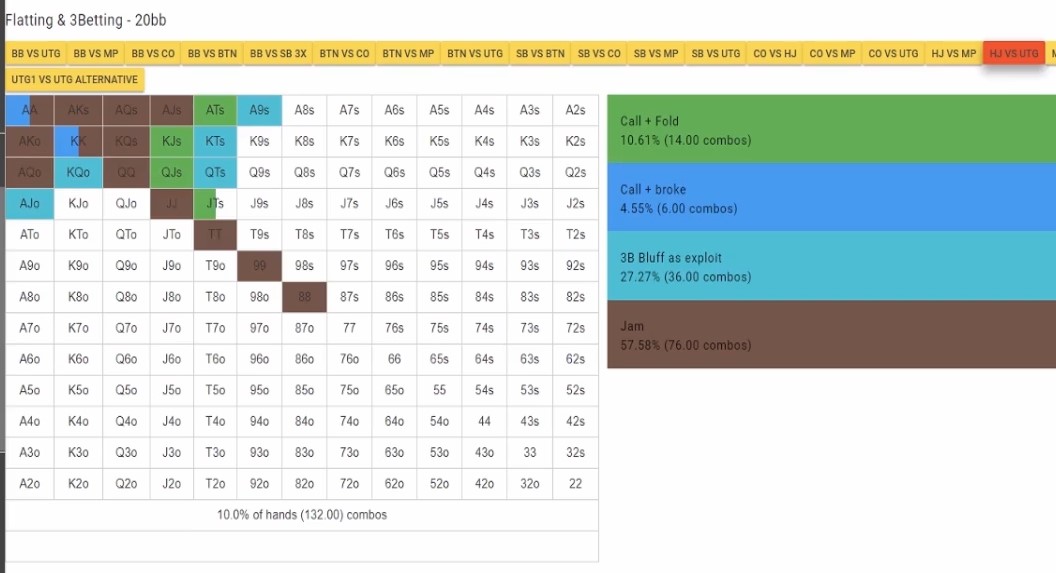 Flatting & 3Betting - 20bb
BB VS UTG BB VS MP BB VS CO BB VS BTN BB VS SB 3X BTN VS CO BTN VS MP BTN VS UTG SB VS BTN SB VS CO SB VS MP SB VS UTG CO VS HJ CO VS MP CO VS UTG HJ VS MP HJ VS UTG M
UTG1 VS UTG ALTERNATIVE
AA AKs AQs AJs ATs A9s A8s A7s A6s A5s A4s A3s A2s
AKo KK KQs KJs KTs K9s K8s K7s K6s K5s K4s K3s K2s
AQo KQo QQ QJs QTs Q9s Q8s Q7s Q6s Q5s Q4s Q3s Q2s
AJo KJo QJo JJ JTs J9s J8s J7s J6s J5s J4s J3s J2s
ATo KTo QTo JTo TT T9s T8s T7s T6s T5s T4s T3s T2s
A9o K9o Q9o J9o T9o 99 98s 97s 96s 95s 94s 93s 92s
A8o K8o Q8o J8o T8o 98o 88 87s 86s 85s 84s 83s 82s
A7o K7o Q7o J7o T7o 97o 87o 77 76s 75s 74s 73s 72s
A6o K6o Q6o J6o T6o 96o 86o 76o 66 65s 64s 63s 62s
A5o K5o Q5o J5o T5o 95o 85o 75o 65o 55 54s 53s 52s
A4o K4o Q4o J4o T4o 94o 84o 74o 64o 54o 44 43s 42s
A3o K3o Q3o J3o T3o 93o 83o 73o 63o 53o 43o 33 32s
A2o K2o Q2o J2o T2o 92o 82o 72o 62o 52o 42o 32o 22
10.0% of hands (132.00) combos
Call + Fold
10.61% (14.00 combos)
Call + broke
4.55% (6.00 combos)
3B Bluff as exploit
27.27% (36.00 combos)
Jam
57.58% (76.00 combos)